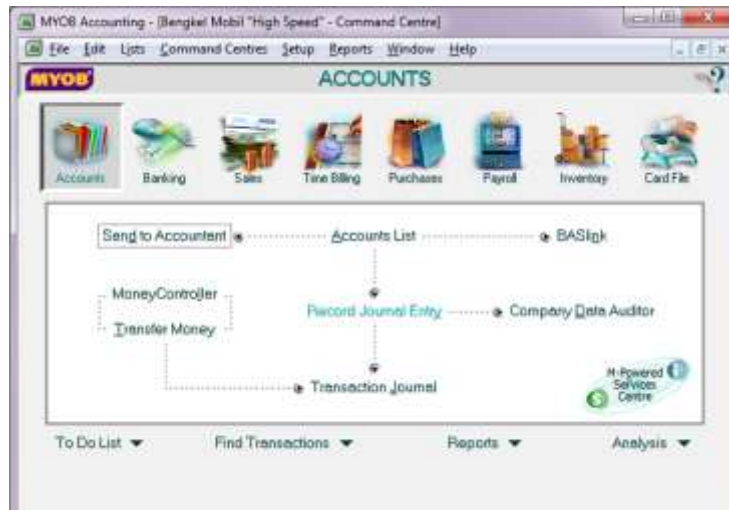 MYOB Accounting - [Bengkel Mobil "High Speed" - Command Centre]
File Edit Lists Command Centres Setup Reports Window Help
MYOB ACCOUNTS
Accounts Banking Sales Time Billing Purchases Payroll Inventory Card File
Send to Accountant Accounts List BASlink
MoneyController
Record Journal Entry Company Data Auditor
Transfer Money
Transaction Journal
M-Powered
Services
Centre
To Do List Find Transactions Reports Analysis